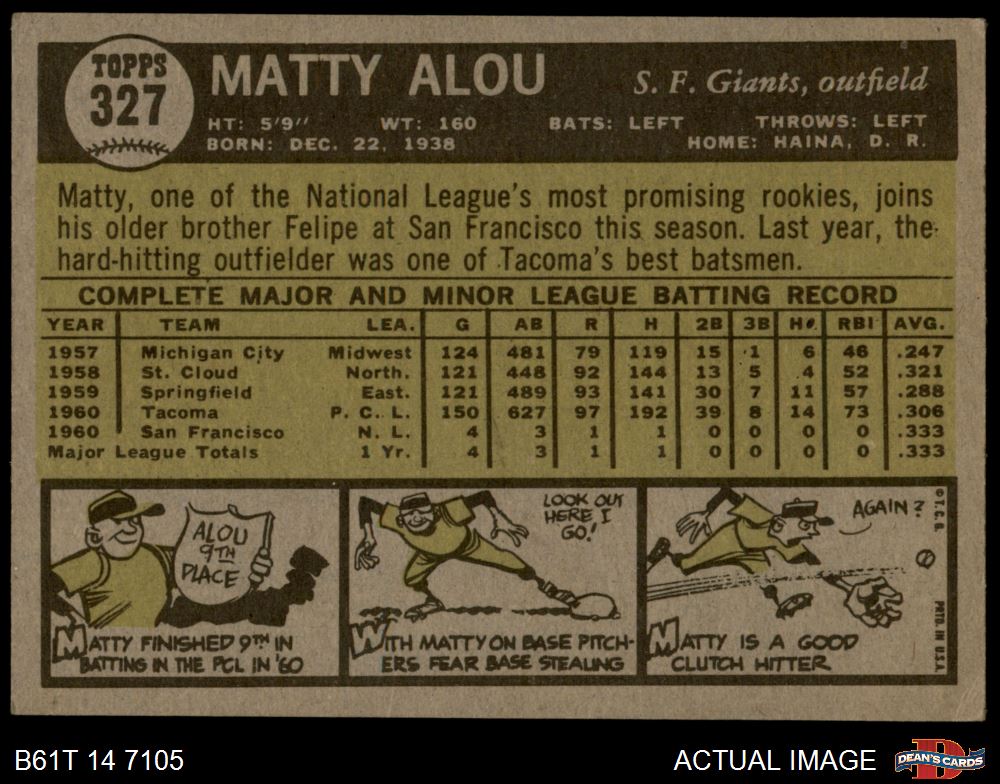 TOPPS
327
MATTY ALOU
S. F. Giants, outfield
HT: 5'9" WT: 160 BATS: LEFT THROWS: LEFT
BORN: DEC. 22, 1938 HOME: HAINA, D. R.
Matty, one of the National League's most promising rookies, joins
his older brother Felipe at San Francisco this season. Last year, the
hard-hitting outfielder was one of Tacoma's best batsmen.
COMPLETE MAJOR AND MINOR LEAGUE BATTING RECORD
YEAR TEAM LEA. G AB R H 2B 3B HR RBI AVG.
1957 Michigan City Midwest 124 481 79 119 15 1 6 46 .247
1958 St. Cloud North. 121 448 92 144 13 5 4 52 .321
1959 Springfield East. 121 489 93 141 30 7 11 57 .288
1960 Tacoma P. C. L. 150 627 97 192 39 8 14 73 .306
1960 San Francisco N. L. 4 3 1 1 0 0 0 0 .333
Major League Totals 1 Yr. 4 3 1 1 0 0 0 0 .333
ALOU
9TH
PLACE
MATTY FINISHED 9TH IN
BATTING IN THE PCL IN '60
LOOK OUT
HERE I
GO!
WITH MATTY ON BASE PITCH-
ERS FEAR BASE STEALING
AGAIN?
MATTY IS A GOOD
CLUTCH HITTER
© T. C. G.
PRTD. IN U.S.A.
B61T 14 7105
ACTUAL IMAGE
DEAN'S CARDS